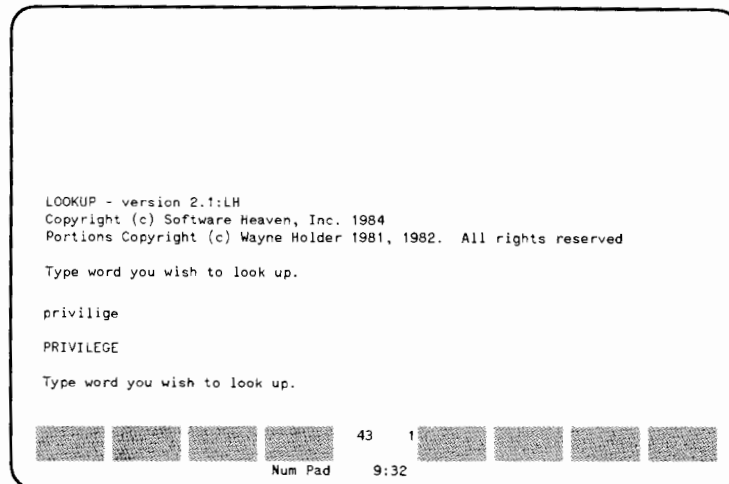 LOOKUP - version 2.1:LH
Copyright (c) Software Heaven, Inc. 1984
Portions Copyright (c) Wayne Holder 1981, 1982.  All rights reserved
Type word you wish to look up.
privilige
PRIVILEGE
Type word you wish to look up.
43 1
Num Pad 9:32